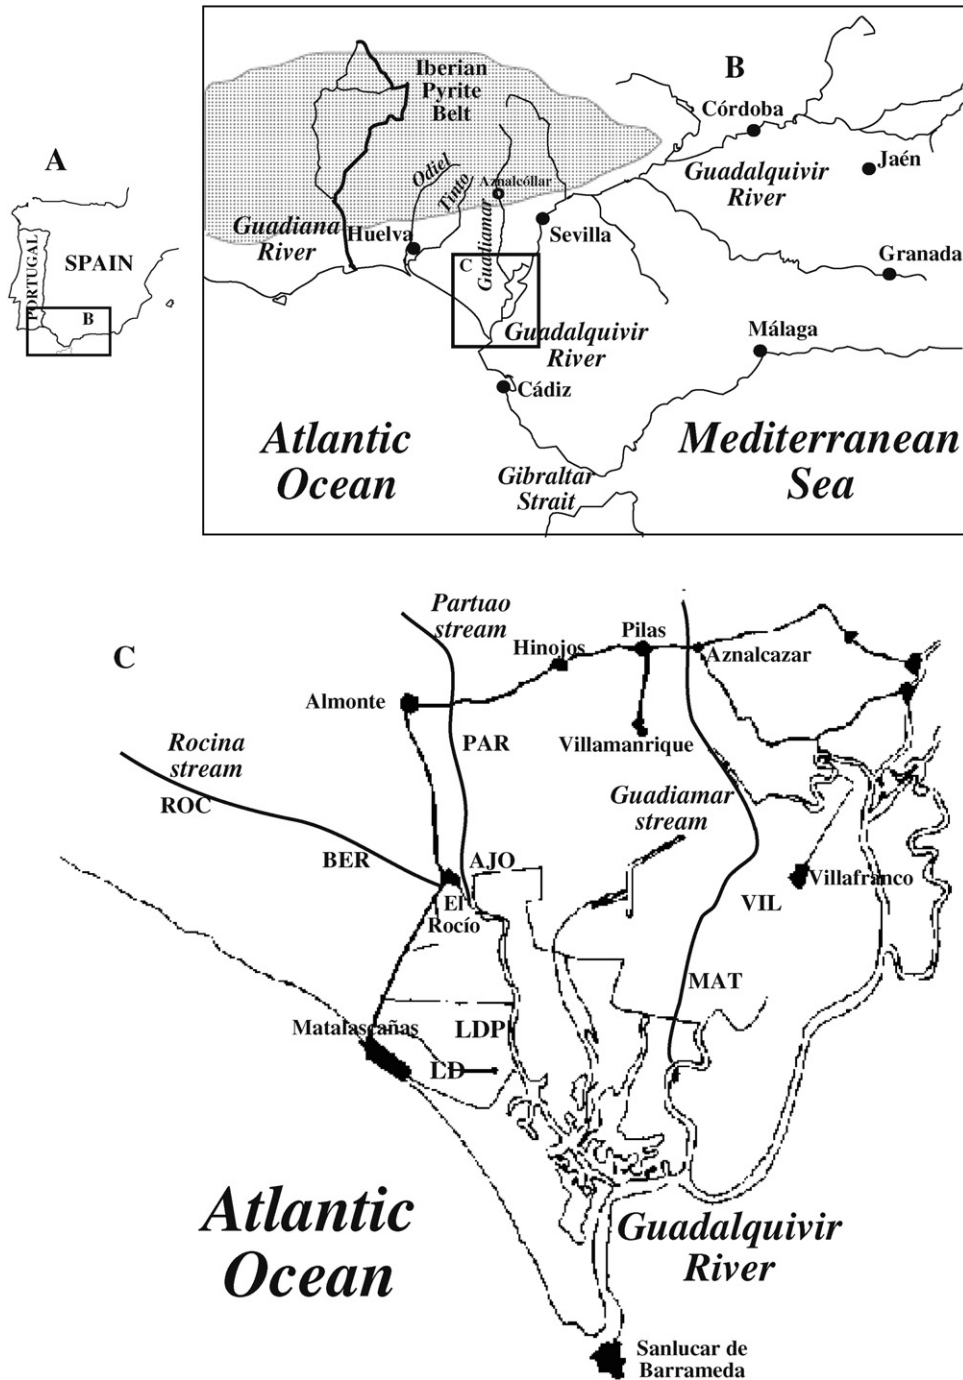 A
PORTUGAL
SPAIN
B
B
Iberian
Pyrite
Belt
Córdoba
Jaén
Guadalquivir
River
Odiel
Tinto
Aznalcóllar
Guadiana
River
Huelva
Guadiamar
Sevilla
Granada
C
Guadalquivir
River
Málaga
Cádiz
Atlantic
Ocean
Mediterranean
Sea
Gibraltar
Strait
C
Partıao
stream
Hinojos
Pilas
Aznalcazar
Almonte
Rocina
stream
ROC
PAR
Villamanrique
Guadiamar
stream
BER
AJO
El
Rocío
Villafranco
VIL
MAT
Matalascañas
LDP
LD
Atlantic
Ocean
Guadalquivir
River
Sanlucar de
Barrameda